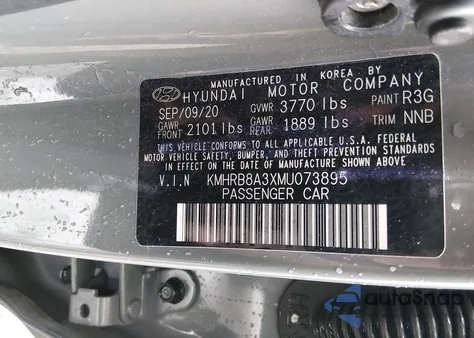 MANUFACTURED IN KOREA BY
HYUNDAI MOTOR COMPANY
SEP/09/20 GVWR 3770 lbs PAINT R3G
GAWR FRONT 2101 lbs GAWR REAR 1889 lbs TRIM NNB
THIS VEHICLE CONFORMS TO ALL APPLICABLE U.S.A. FEDERAL
MOTOR VEHICLE SAFETY, BUMPER, AND THEFT PREVENTION STANDARDS
IN EFFECT ON THE DATE OF MANUFACTURE SHOWN ABOVE.
V.I.N KMHRB8A3XMU073895
PASSENGER CAR
autoSnap